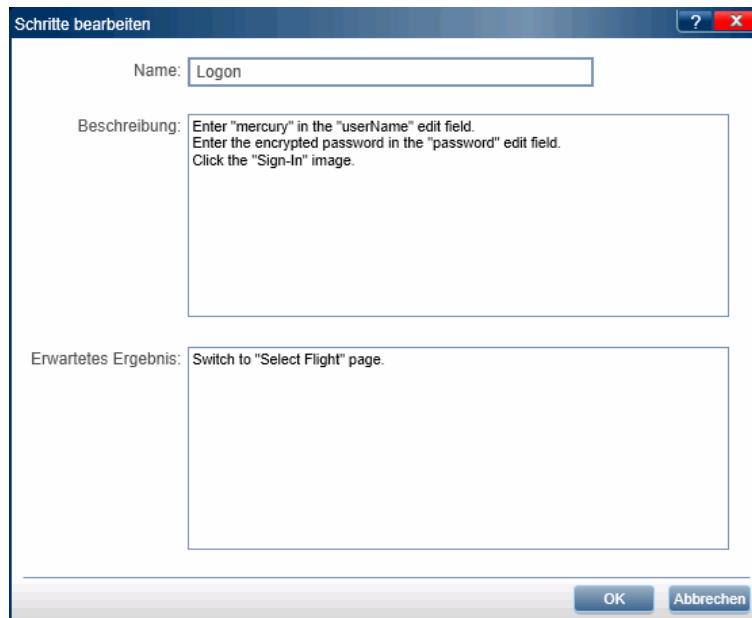 Schritte bearbeiten
? X
Name: Logon
Beschreibung: Enter "mercury" in the "userName" edit field.
Enter the encrypted password in the "password" edit field.
Click the "Sign-In" image.
Erwartetes Ergebnis: Switch to "Select Flight" page.
OK Abbrechen